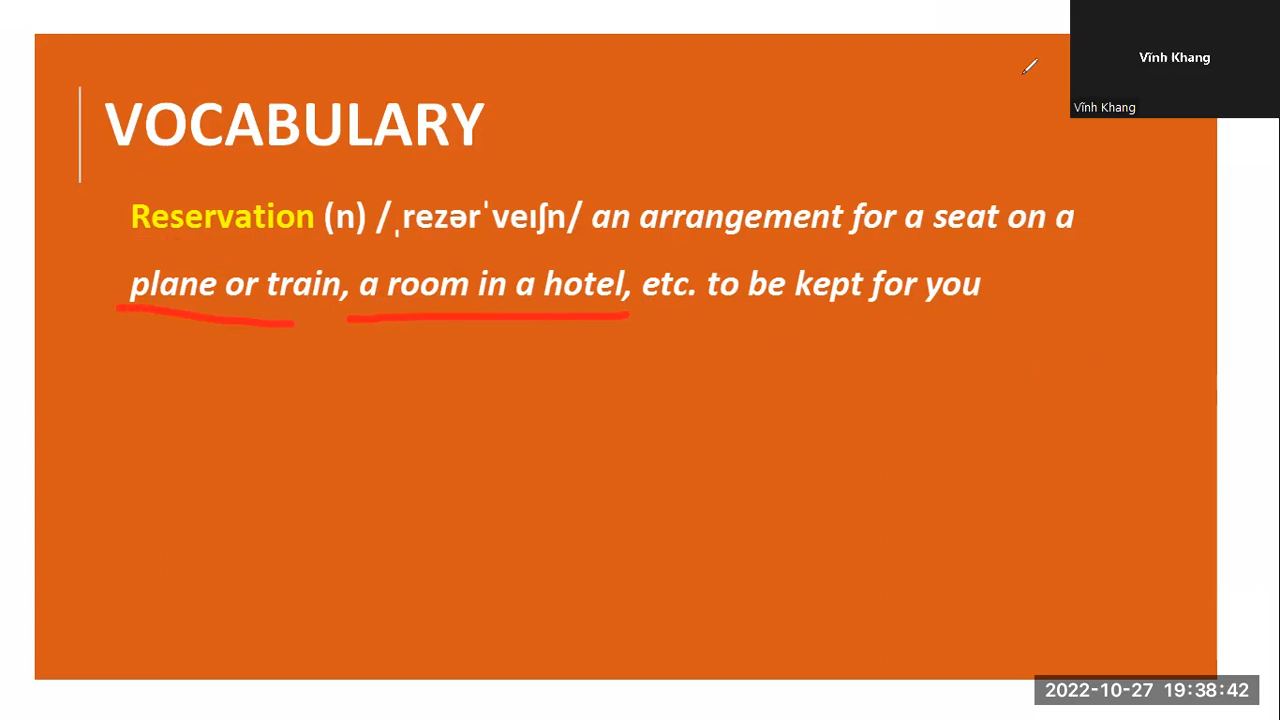 Vĩnh Khang
Vĩnh Khang
VOCABULARY
Reservation (n) /ˌrezərˈveɪʃn/ an arrangement for a seat on a
plane or train, a room in a hotel, etc. to be kept for you
2022-10-27 19:38:42